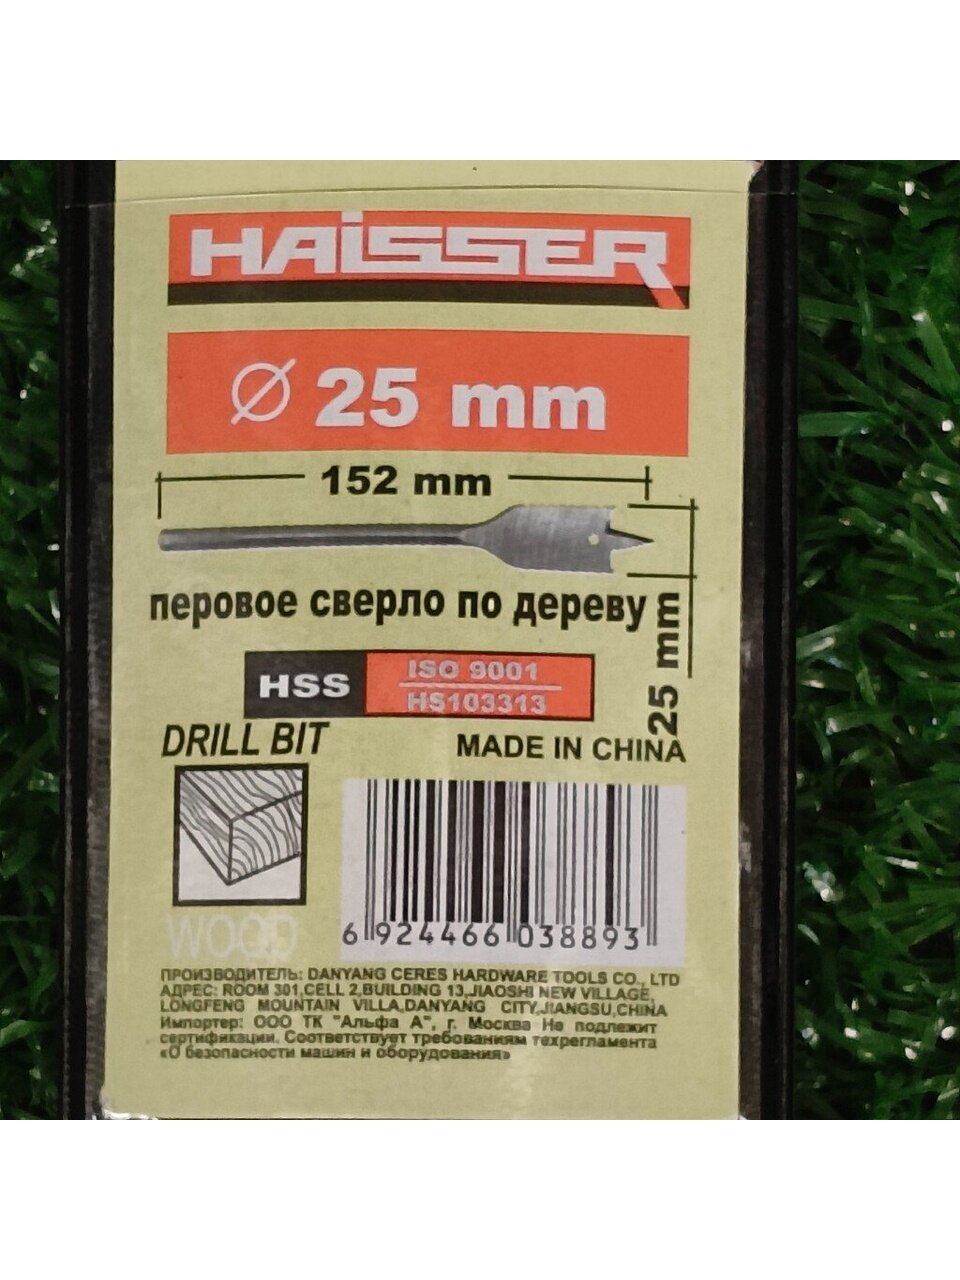 HAISSER
Ø 25 mm
152 mm
перовое сверло по дереву
25 mm
HSS
ISO 9001
HS103313
DRILL BIT
MADE IN CHINA
WOOD
6 924466 038893
ПРОИЗВОДИТЕЛЬ: DANYANG CERES HARDWARE TOOLS CO., LTD
АДРЕС: ROOM 301,CELL 2,BUILDING 13,JIAOSHI NEW VILLAGE,
LONGFENG MOUNTAIN VILLA,DANYANG CITY,JIANGSU,CHINA
Импортер: ООО ТК "Альфа А", г. Москва Не подлежит
сертификации. Соответствует требованиям техрегламента
«О безопасности машин и оборудования»